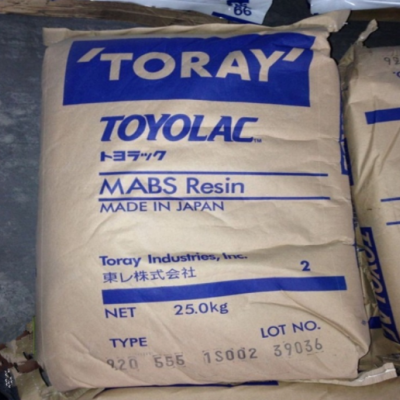 'TORAY'
TOYOLAC™
トヨラック
MABS Resin
MADE IN JAPAN
Toray Industries, Inc.
東レ株式会社 2
NET 25.0kg
TYPE LOT NO.
920 555 1S002 39036